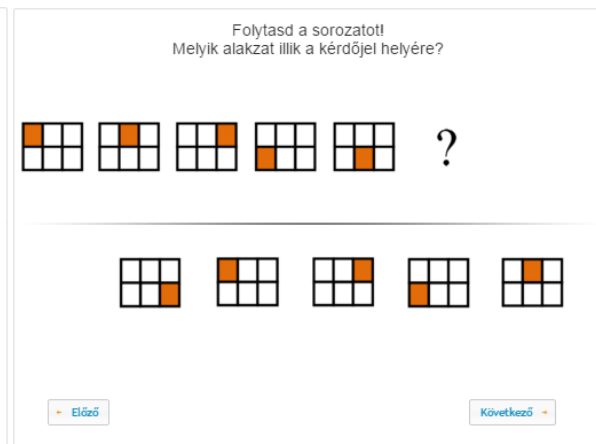 Folytasd a sorozatot!
Melyik alakzat illik a kérdőjel helyére?
?
Előző
Következő